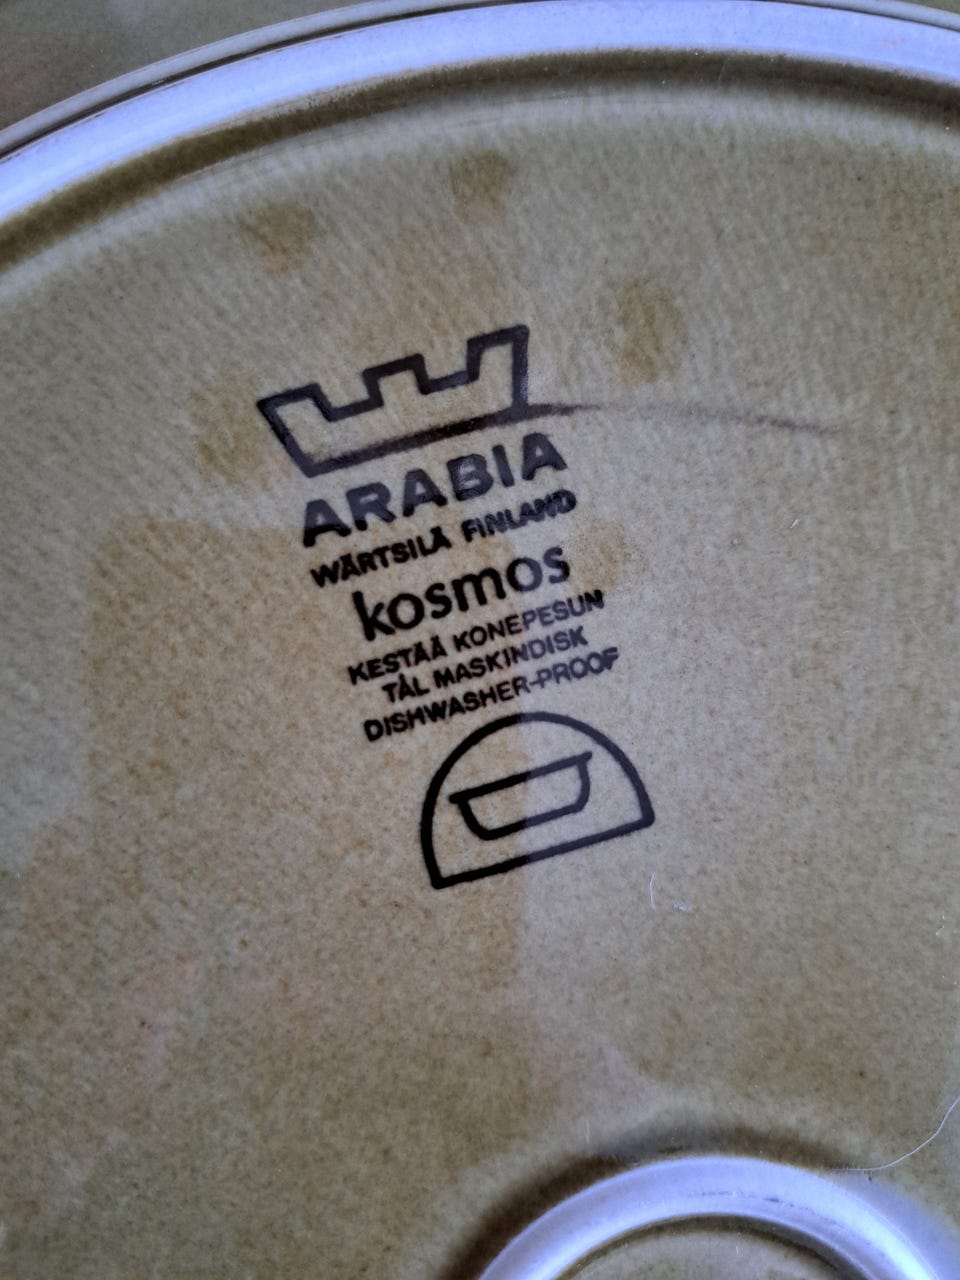 ARABIA
WÄRTSILÄ FINLAND
kosmos
KESTÄÄ KONEPESUN
TÅL MASKINDISK
DISHWASHER-PROOF